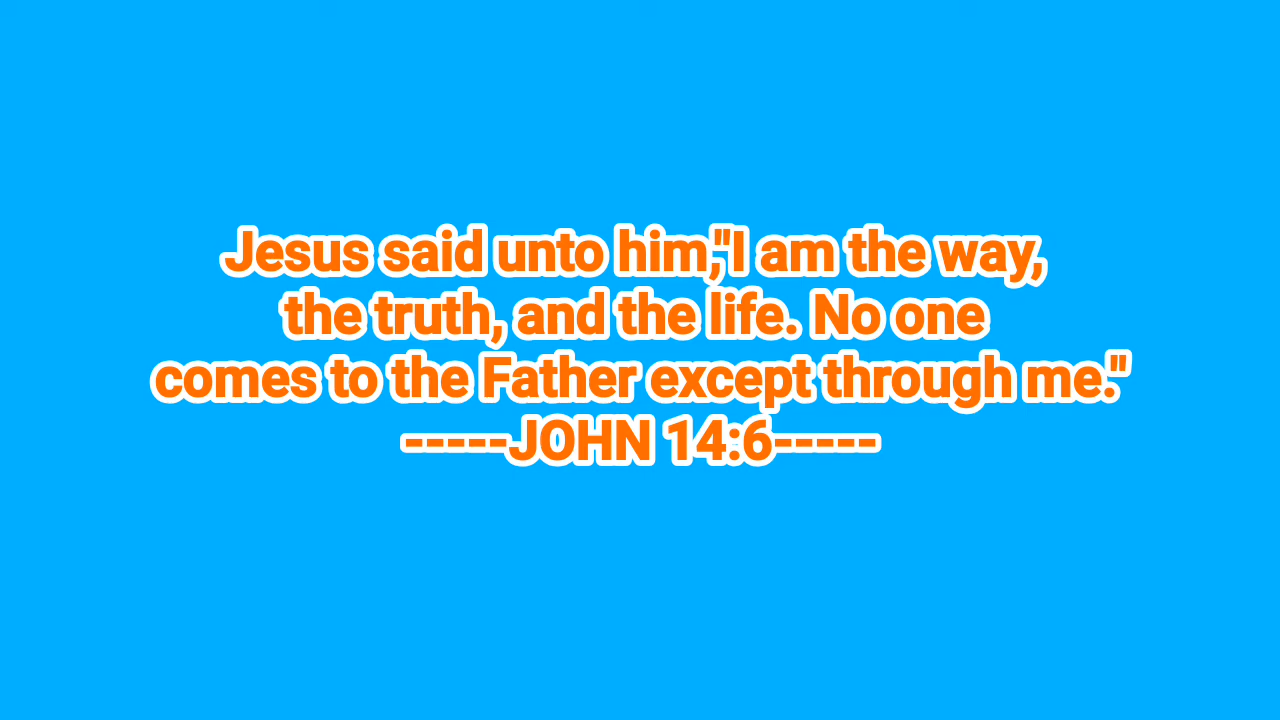 Jesus said unto him,"I am the way,
the truth, and the life. No one
comes to the Father except through me."
-----JOHN 14:6-----